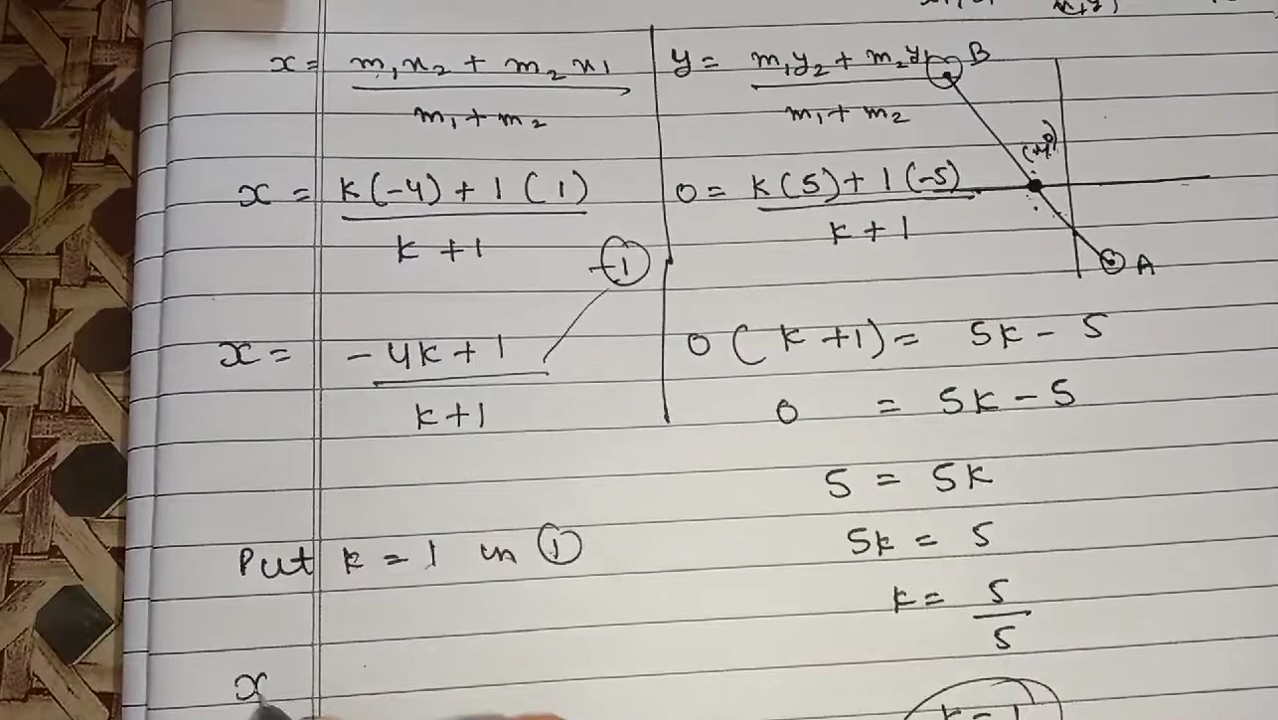 x = m₁x₂ + m₂x₁
m₁ + m₂
x = k(-4) + 1(1)
k + 1
①
x = -4k + 1
k + 1
Put k = 1 in ①
x
y = m₁y₂ + m₂y₁
m₁ + m₂
0 = k(5) + 1(-5)
k + 1
0(k + 1) = 5k - 5
0 = 5k - 5
5 = 5k
5k = 5
k = 5
5
k = 1
B
A